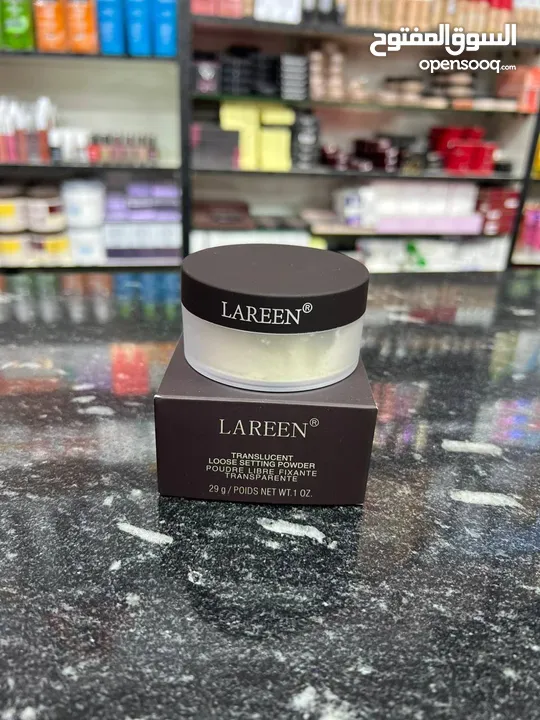 السوق المفتوح
opensooq.com
LAREEN®
LAREEN®
TRANSLUCENT
LOOSE SETTING POWDER
POUDRE LIBRE FIXANTE
TRANSPARENTE
29 g / POIDS NET WT.1 OZ.